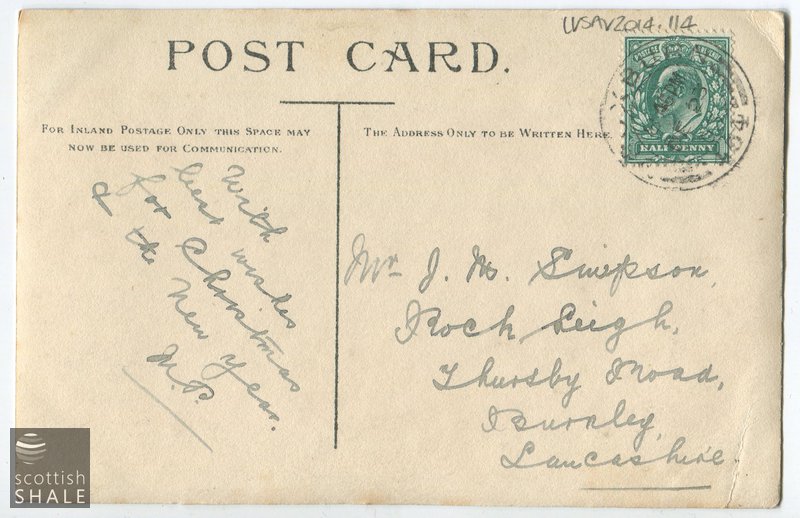 LVSAV2014.114
POST CARD.
FOR INLAND POSTAGE ONLY THIS SPACE MAY
NOW BE USED FOR COMMUNICATION.
THE ADDRESS ONLY TO BE WRITTEN HERE.
HALFPENNY
With
best wishes
for Christmas
& the New Year.
M.P.
Mr J. M. Simpson,
Rock Leigh,
Thursby Road,
Burnley,
Lancashire.
scottish
SHALE